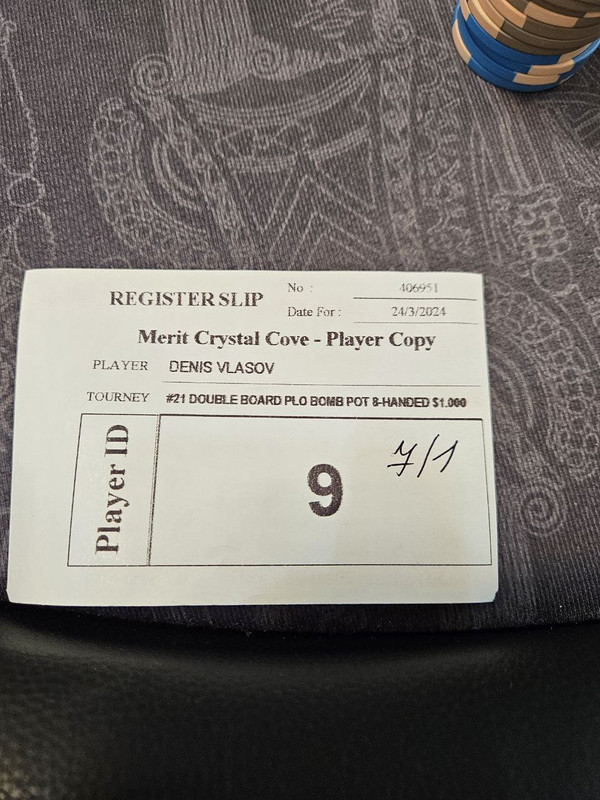 REGISTER SLIP
No : 406951
Date For : 24/3/2024
Merit Crystal Cove - Player Copy
PLAYER DENIS VLASOV
TOURNEY #21 DOUBLE BOARD PLO BOMB POT 8-HANDED $1.000
Player ID
9
7/1